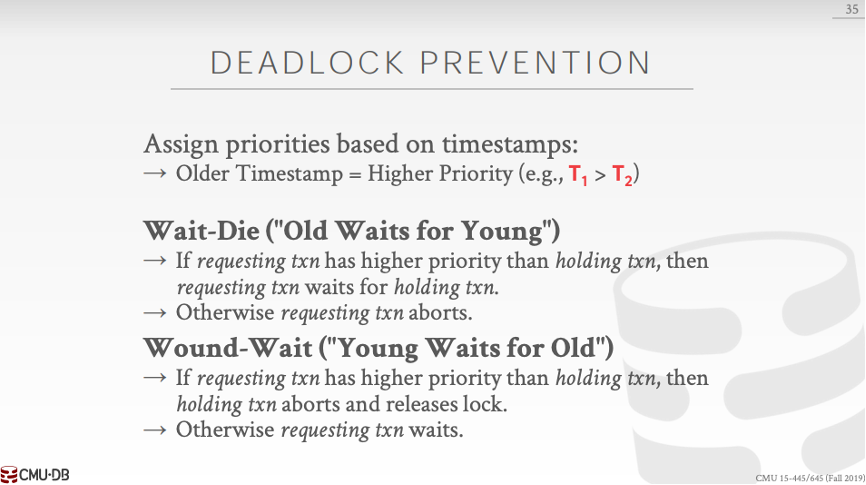 35
DEADLOCK PREVENTION
Assign priorities based on timestamps:
→ Older Timestamp = Higher Priority (e.g., T1 > T2)
Wait-Die ("Old Waits for Young")
→ If requesting txn has higher priority than holding txn, then
requesting txn waits for holding txn.
→ Otherwise requesting txn aborts.
Wound-Wait ("Young Waits for Old")
→ If requesting txn has higher priority than holding txn, then
holding txn aborts and releases lock.
→ Otherwise requesting txn waits.
CMU·DB
CMU 15-445/645 (Fall 2019)